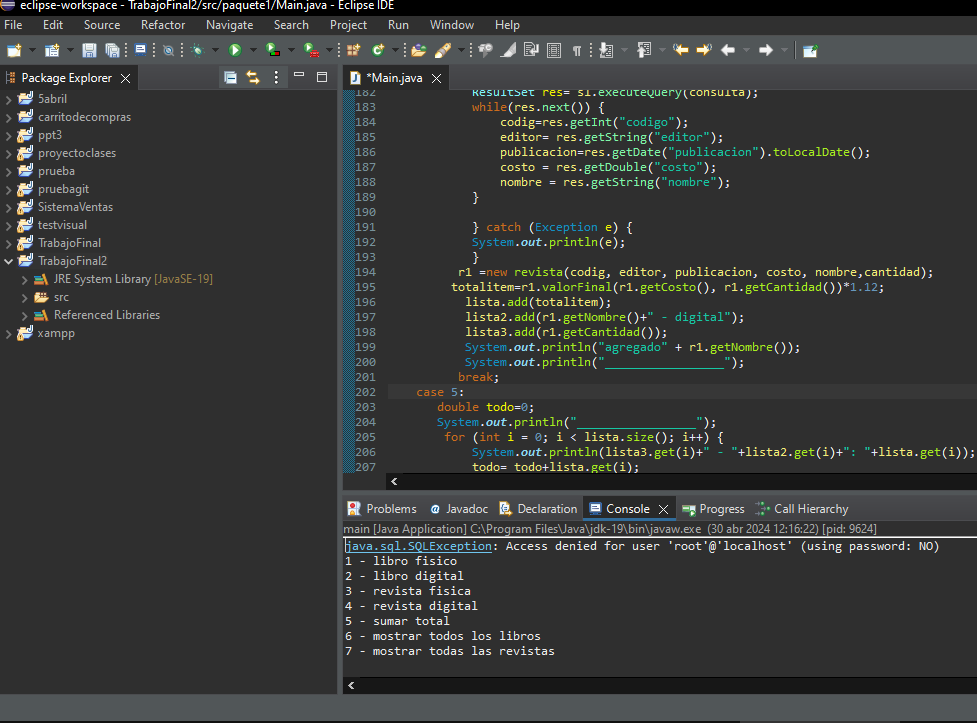 eclipse-workspace - TrabajoFinal2/src/paquete1/Main.java - Eclipse IDE
File Edit Source Refactor Navigate Search Project Run Window Help
Package Explorer
5abril
carritodecompras
ppt3
proyectoclases
prueba
pruebagit
SistemaVentas
testvisual
TrabajoFinal
TrabajoFinal2
JRE System Library [JavaSE-19]
src
Referenced Libraries
xampp
*Main.java
182 ResultSet res= s1.executeQuery(consulta);
183 while(res.next()) {
184 codig=res.getInt("codigo");
185 editor= res.getString("editor");
186 publicacion=res.getDate("publicacion").toLocalDate();
187 costo = res.getDouble("costo");
188 nombre = res.getString("nombre");
189 }
190
191 } catch (Exception e) {
192 System.out.println(e);
193 }
194 r1 =new revista(codig, editor, publicacion, costo, nombre,cantidad);
195 totalitem=r1.valorFinal(r1.getCosto(), r1.getCantidad())*1.12;
196 lista.add(totalitem);
197 lista2.add(r1.getNombre()+" - digital");
198 lista3.add(r1.getCantidad());
199 System.out.println("agregado" + r1.getNombre());
200 System.out.println("_________________");
201 break;
202 case 5:
203 double todo=0;
204 System.out.println("_________________");
205 for (int i = 0; i < lista.size(); i++) {
206 System.out.println(lista3.get(i)+" - "+lista2.get(i)+": "+lista.get(i));
207 todo= todo+lista.get(i);
Problems Javadoc Declaration Console Progress Call Hierarchy
main [Java Application] C:\Program Files\Java\jdk-19\bin\javaw.exe (30 abr 2024 12:16:22) [pid: 9624]
java.sql.SQLException: Access denied for user 'root'@'localhost' (using password: NO)
1 - libro fisico
2 - libro digital
3 - revista fisica
4 - revista digital
5 - sumar total
6 - mostrar todos los libros
7 - mostrar todas las revistas